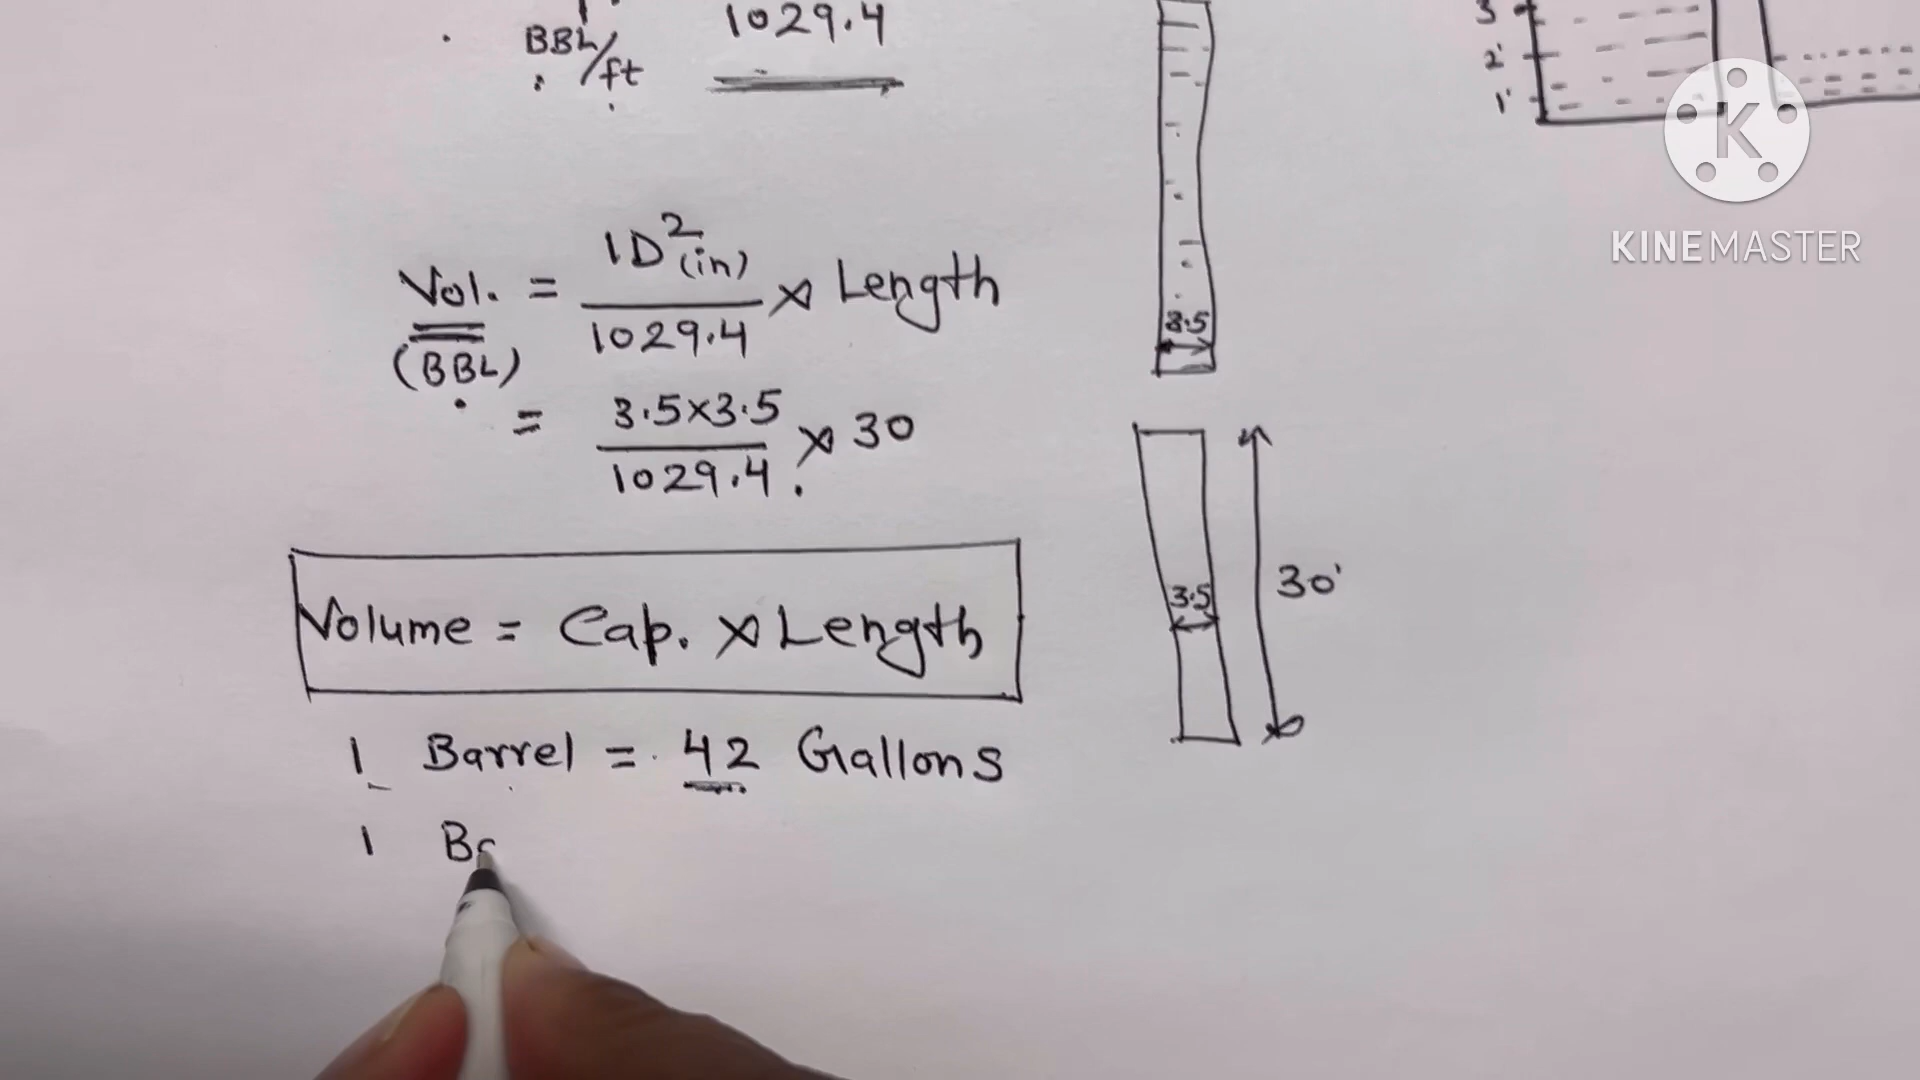 BBL/ft 1029.4
Vol. = ID²(in) / 1029.4 × Length
(BBL)
= 3.5×3.5 / 1029.4 × 30
Volume = Cap. × Length
1 Barrel = 42 Gallons
1 Ba
3.5
3.5
30'
3
2'
1'
K
KINEMASTER